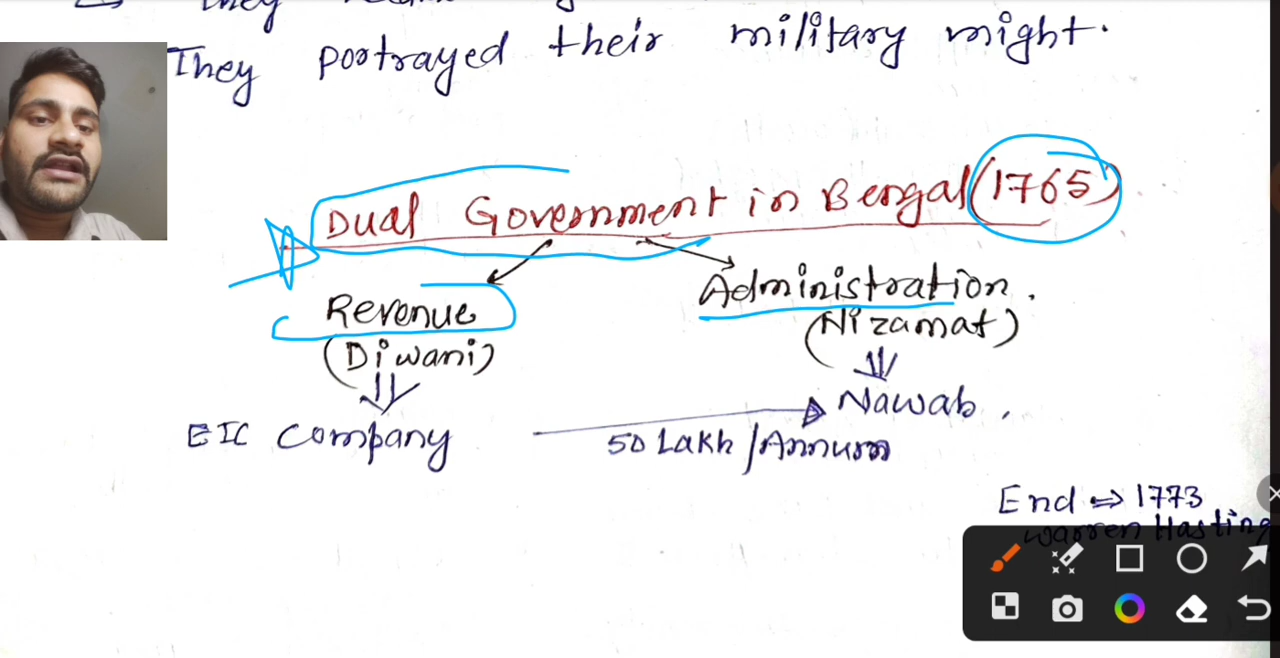 They
They portrayed their military might.
Dual Government in Bengal (1765)
Revenue
Administration.
(Diwani)
(Nizamat)
EIC Company
Nawab.
50 Lakh/Annum
End ⇒ 1773
Warren Hasting